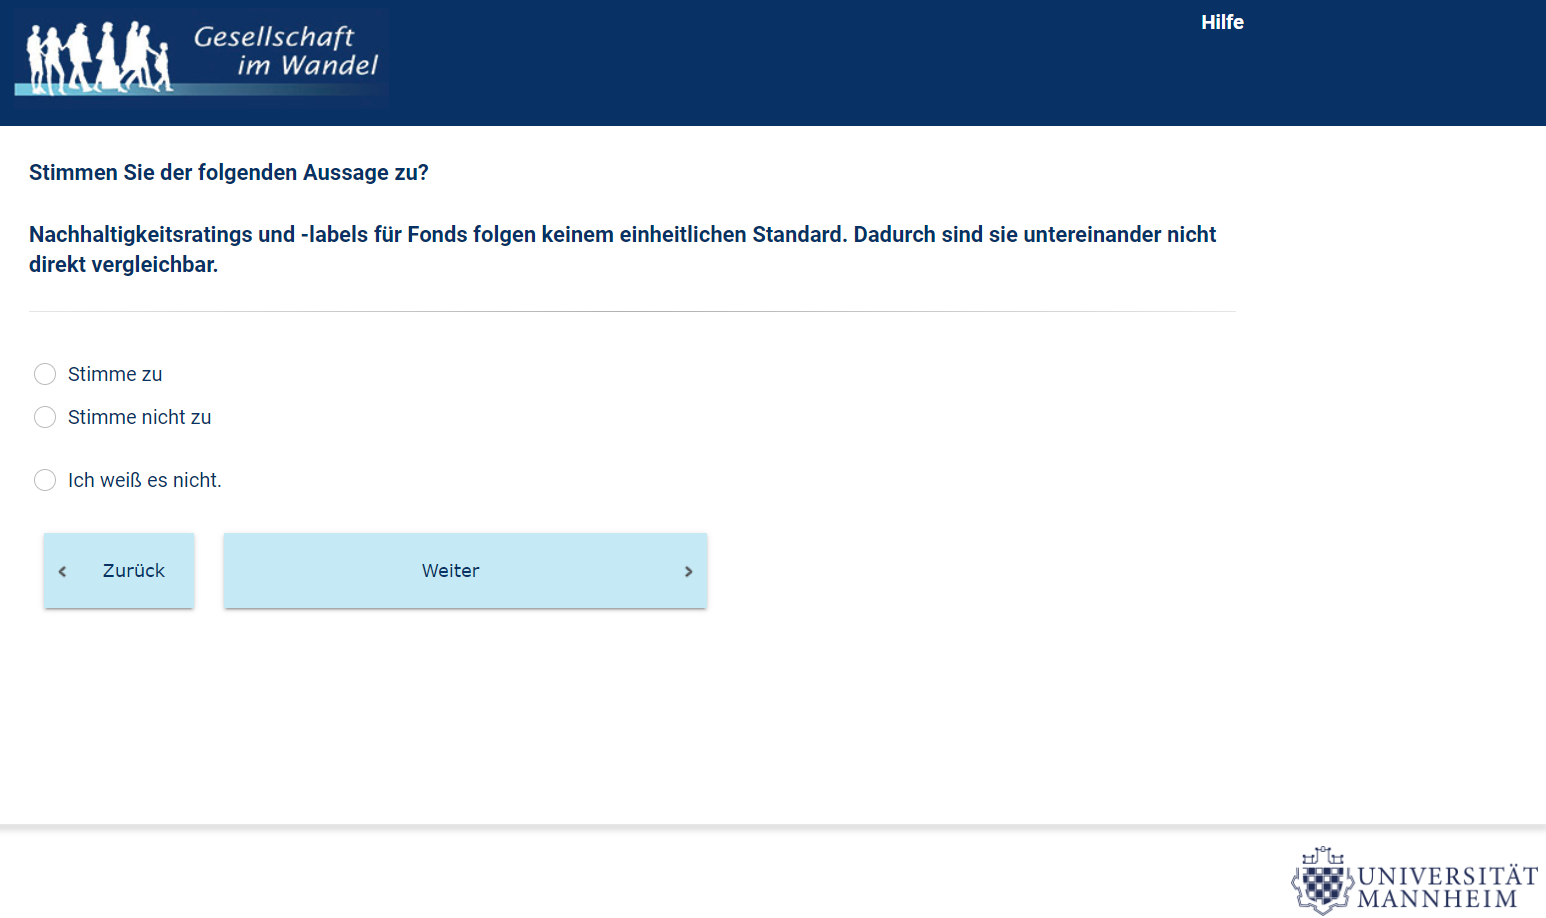 Gesellschaft
im Wandel
Hilfe
Stimmen Sie der folgenden Aussage zu?
Nachhaltigkeitsratings und -labels für Fonds folgen keinem einheitlichen Standard. Dadurch sind sie untereinander nicht
direkt vergleichbar.
Stimme zu
Stimme nicht zu
Ich weiß es nicht.
Zurück
Weiter
UNIVERSITÄT
MANNHEIM